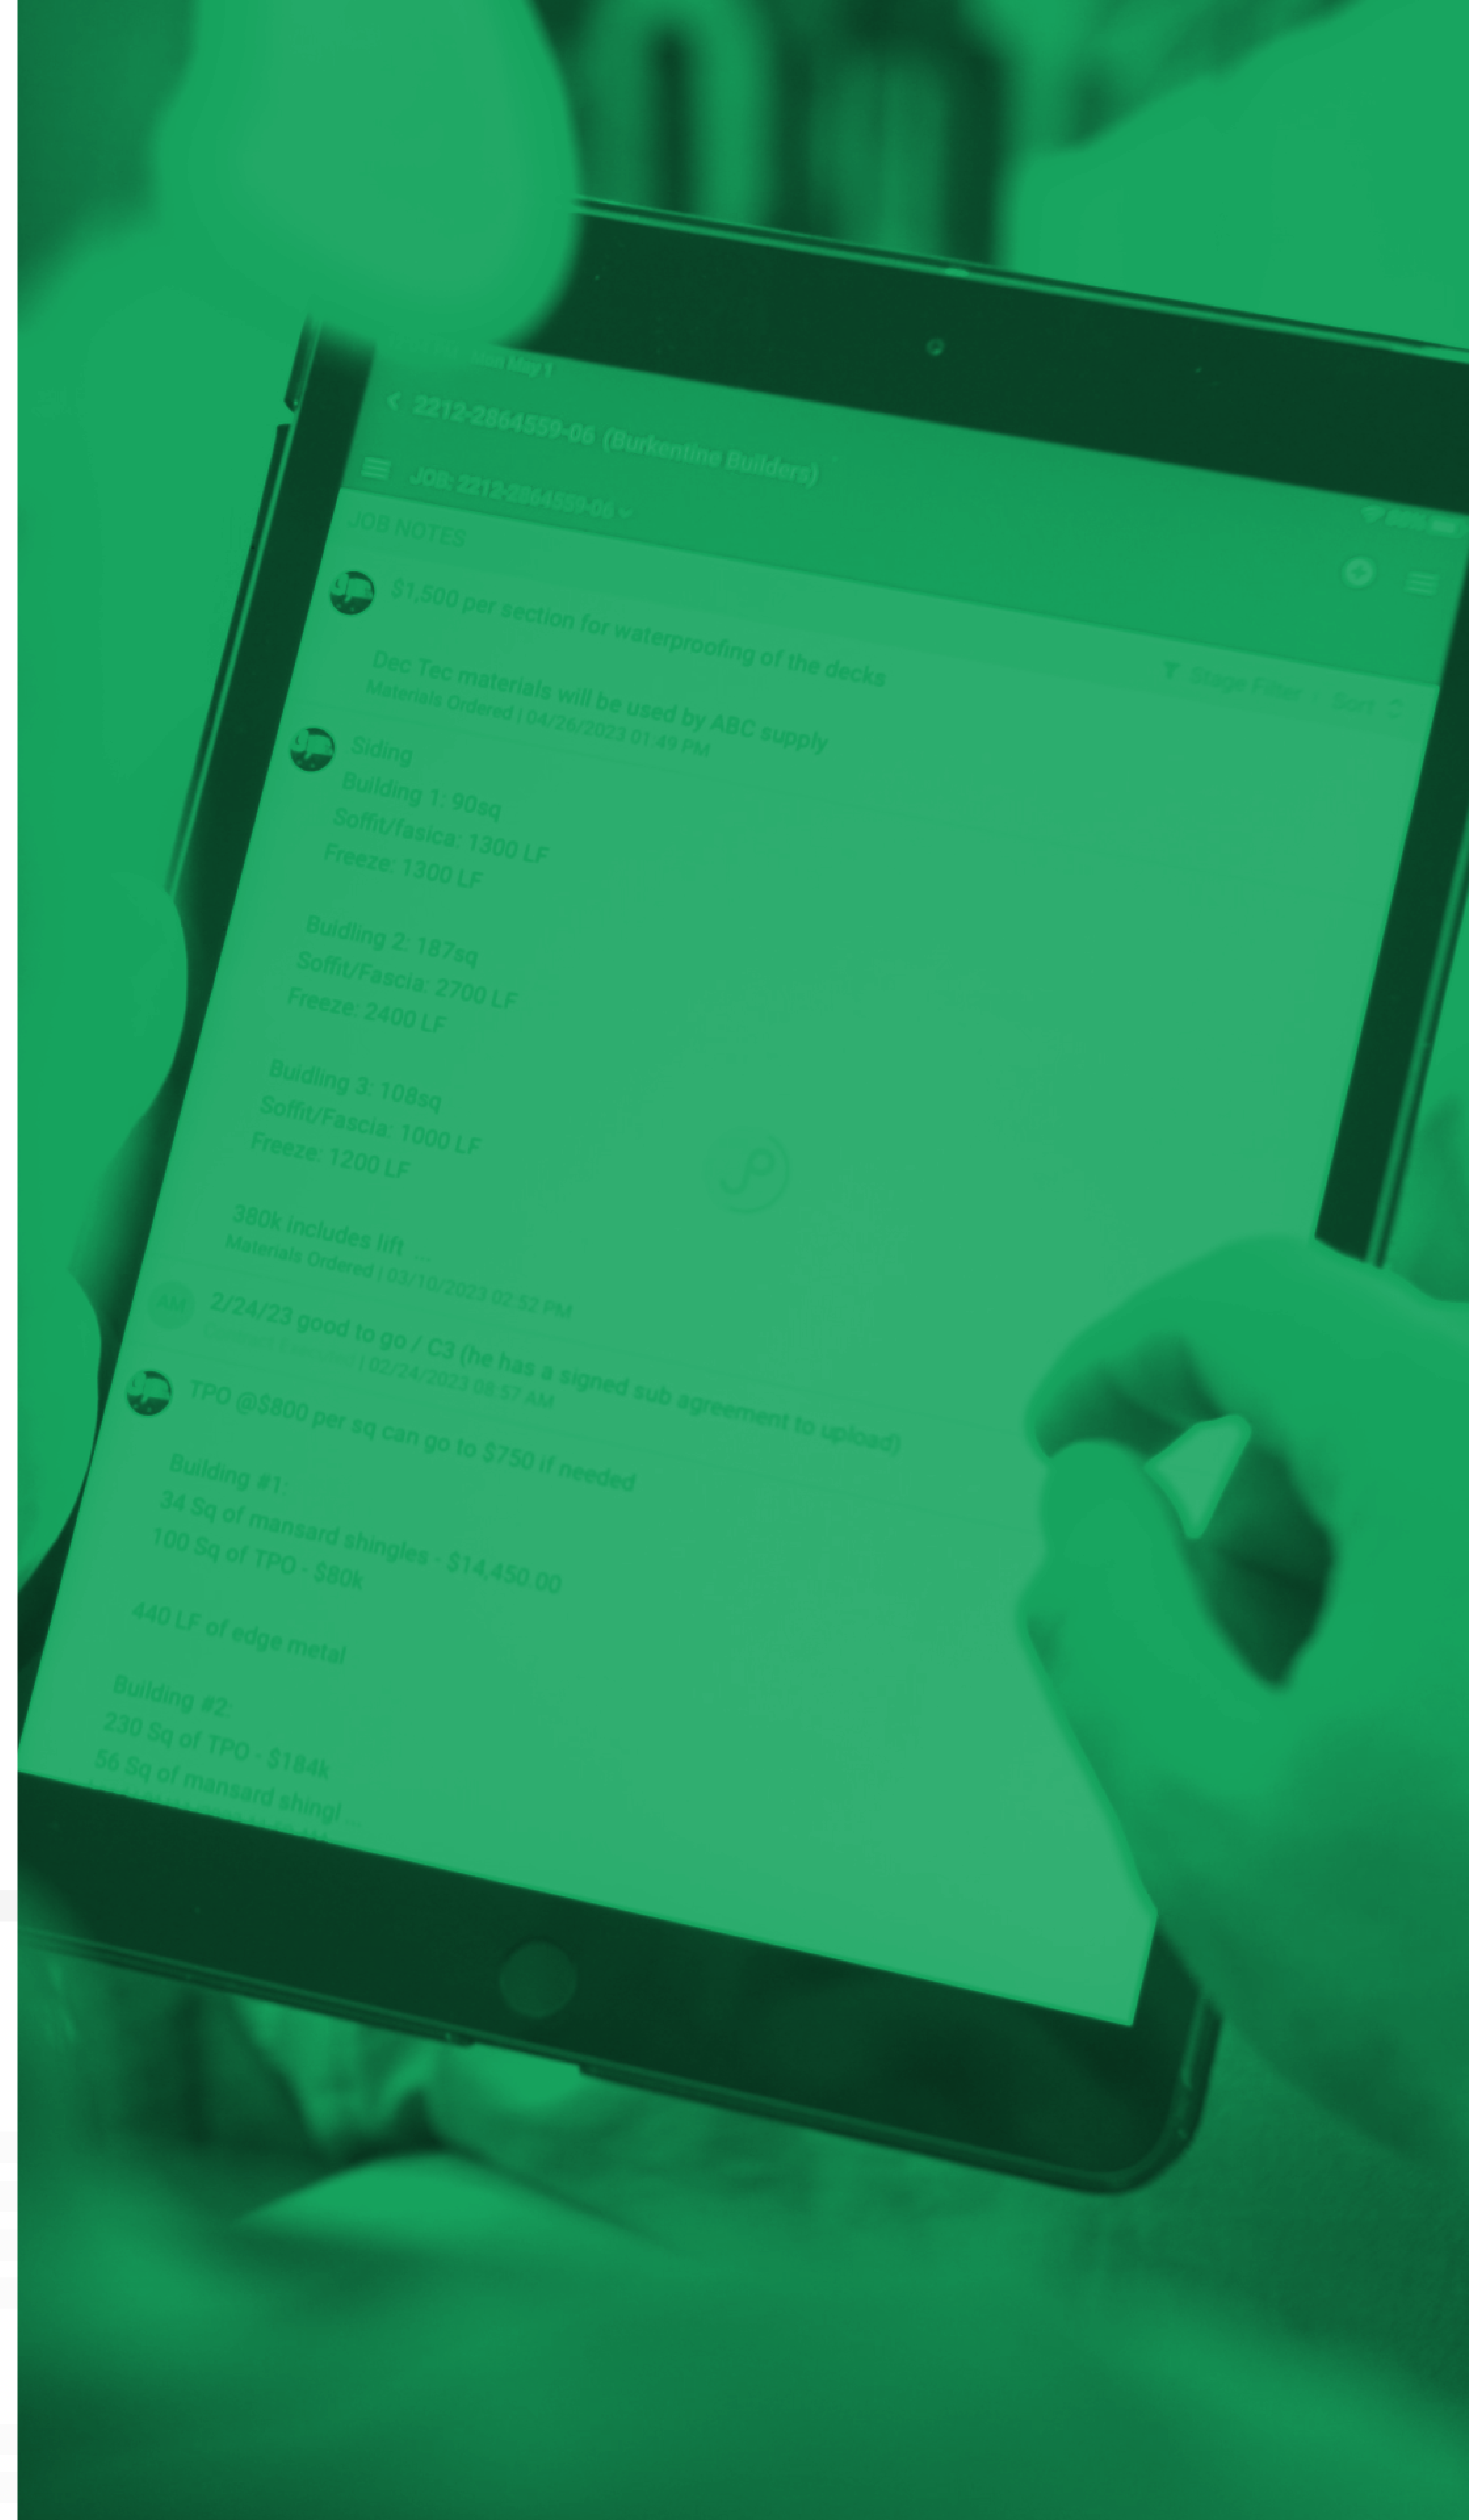 Mon May 1
< 2212-2864559-06 (Burkentine Builders)
JOB: 2212-2864559-06
JOB NOTES
Stage Filter
Sort
$1,500 per section for waterproofing of the decks
Dec Tec materials will be used by ABC supply
Materials Ordered | 04/26/2023 01:49 PM
Siding
Building 1: 90sq
Soffit/fasica: 1300 LF
Freeze: 1300 LF
Buidling 2: 187sq
Soffit/Fascia: 2700 LF
Freeze: 2400 LF
Buidling 3: 108sq
Soffit/Fascia: 1000 LF
Freeze: 1200 LF
380k includes lift ...
Materials Ordered | 03/10/2023 02:52 PM
AM
2/24/23 good to go / C3 (he has a signed sub agreement to upload)
| 02/24/2023 08:57 AM
TPO @$800 per sq can go to $750 if needed
Building #1:
34 Sq of mansard shingles - $14,450.00
100 Sq of TPO - $80k
440 LF of edge metal
Building #2:
230 Sq of TPO - $184k
56 Sq of mansard shingl...